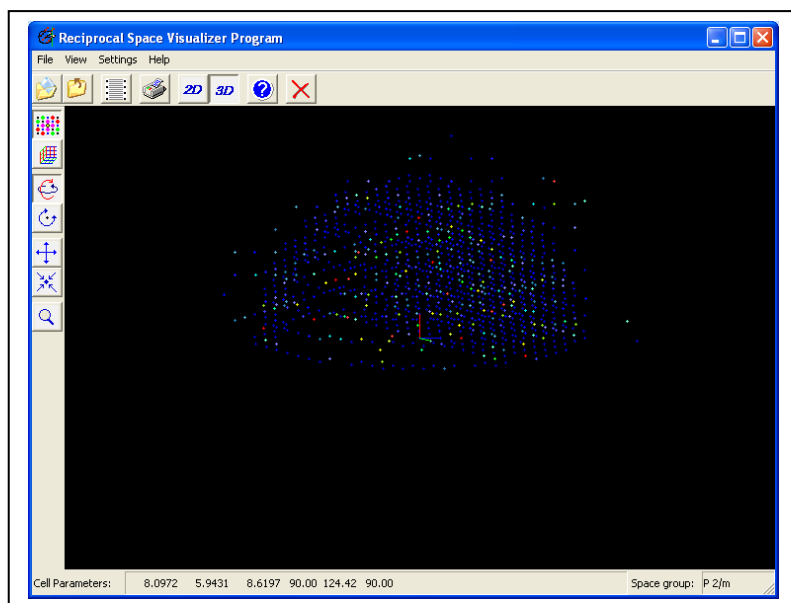 Reciprocal Space Visualizer Program
File View Settings Help
2D 3D ?
Cell Parameters: 8.0972 5.9431 8.6197 90.00 124.42 90.00 Space group: P 2/m